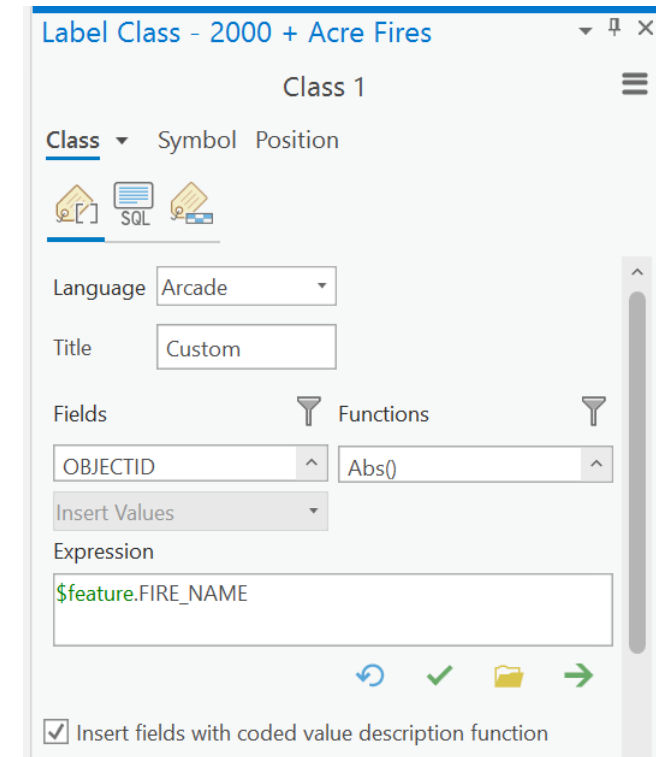 Label Class - 2000 + Acre Fires
Class 1
Class Symbol Position
SQL
Language Arcade
Title Custom
Fields Functions
OBJECTID Abs()
Insert Values
Expression
$feature.FIRE_NAME
Insert fields with coded value description function